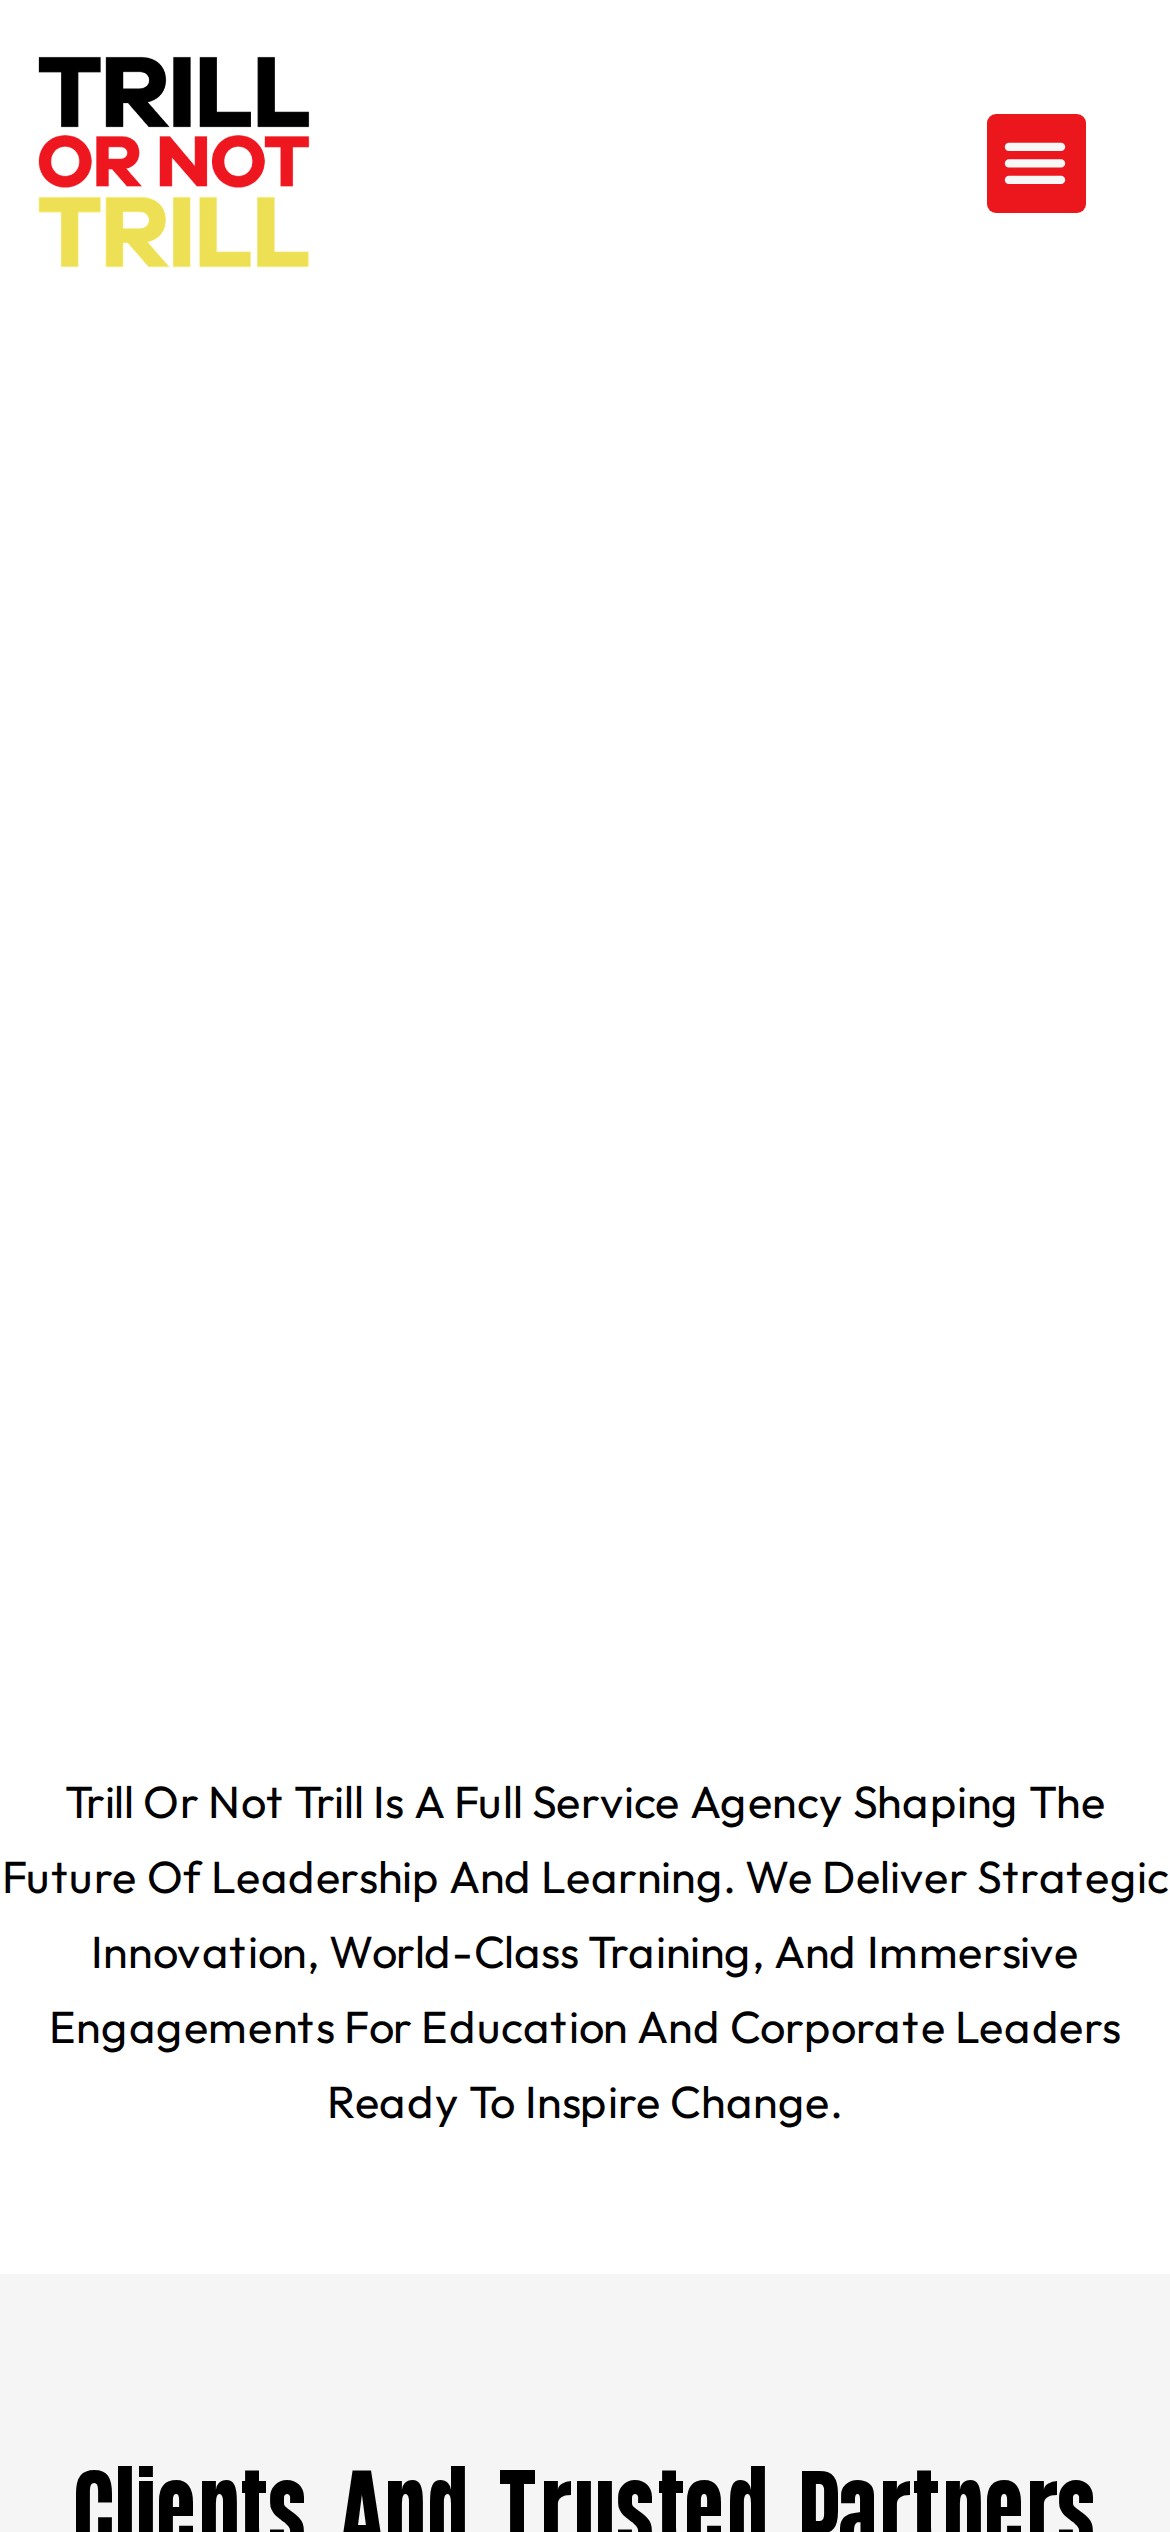 TRILL
OR NOT
TRILL
Trill Or Not Trill Is A Full Service Agency Shaping The
Future Of Leadership And Learning. We Deliver Strategic
Innovation, World-Class Training, And Immersive
Engagements For Education And Corporate Leaders
Ready To Inspire Change.
Clients And Trusted Partners